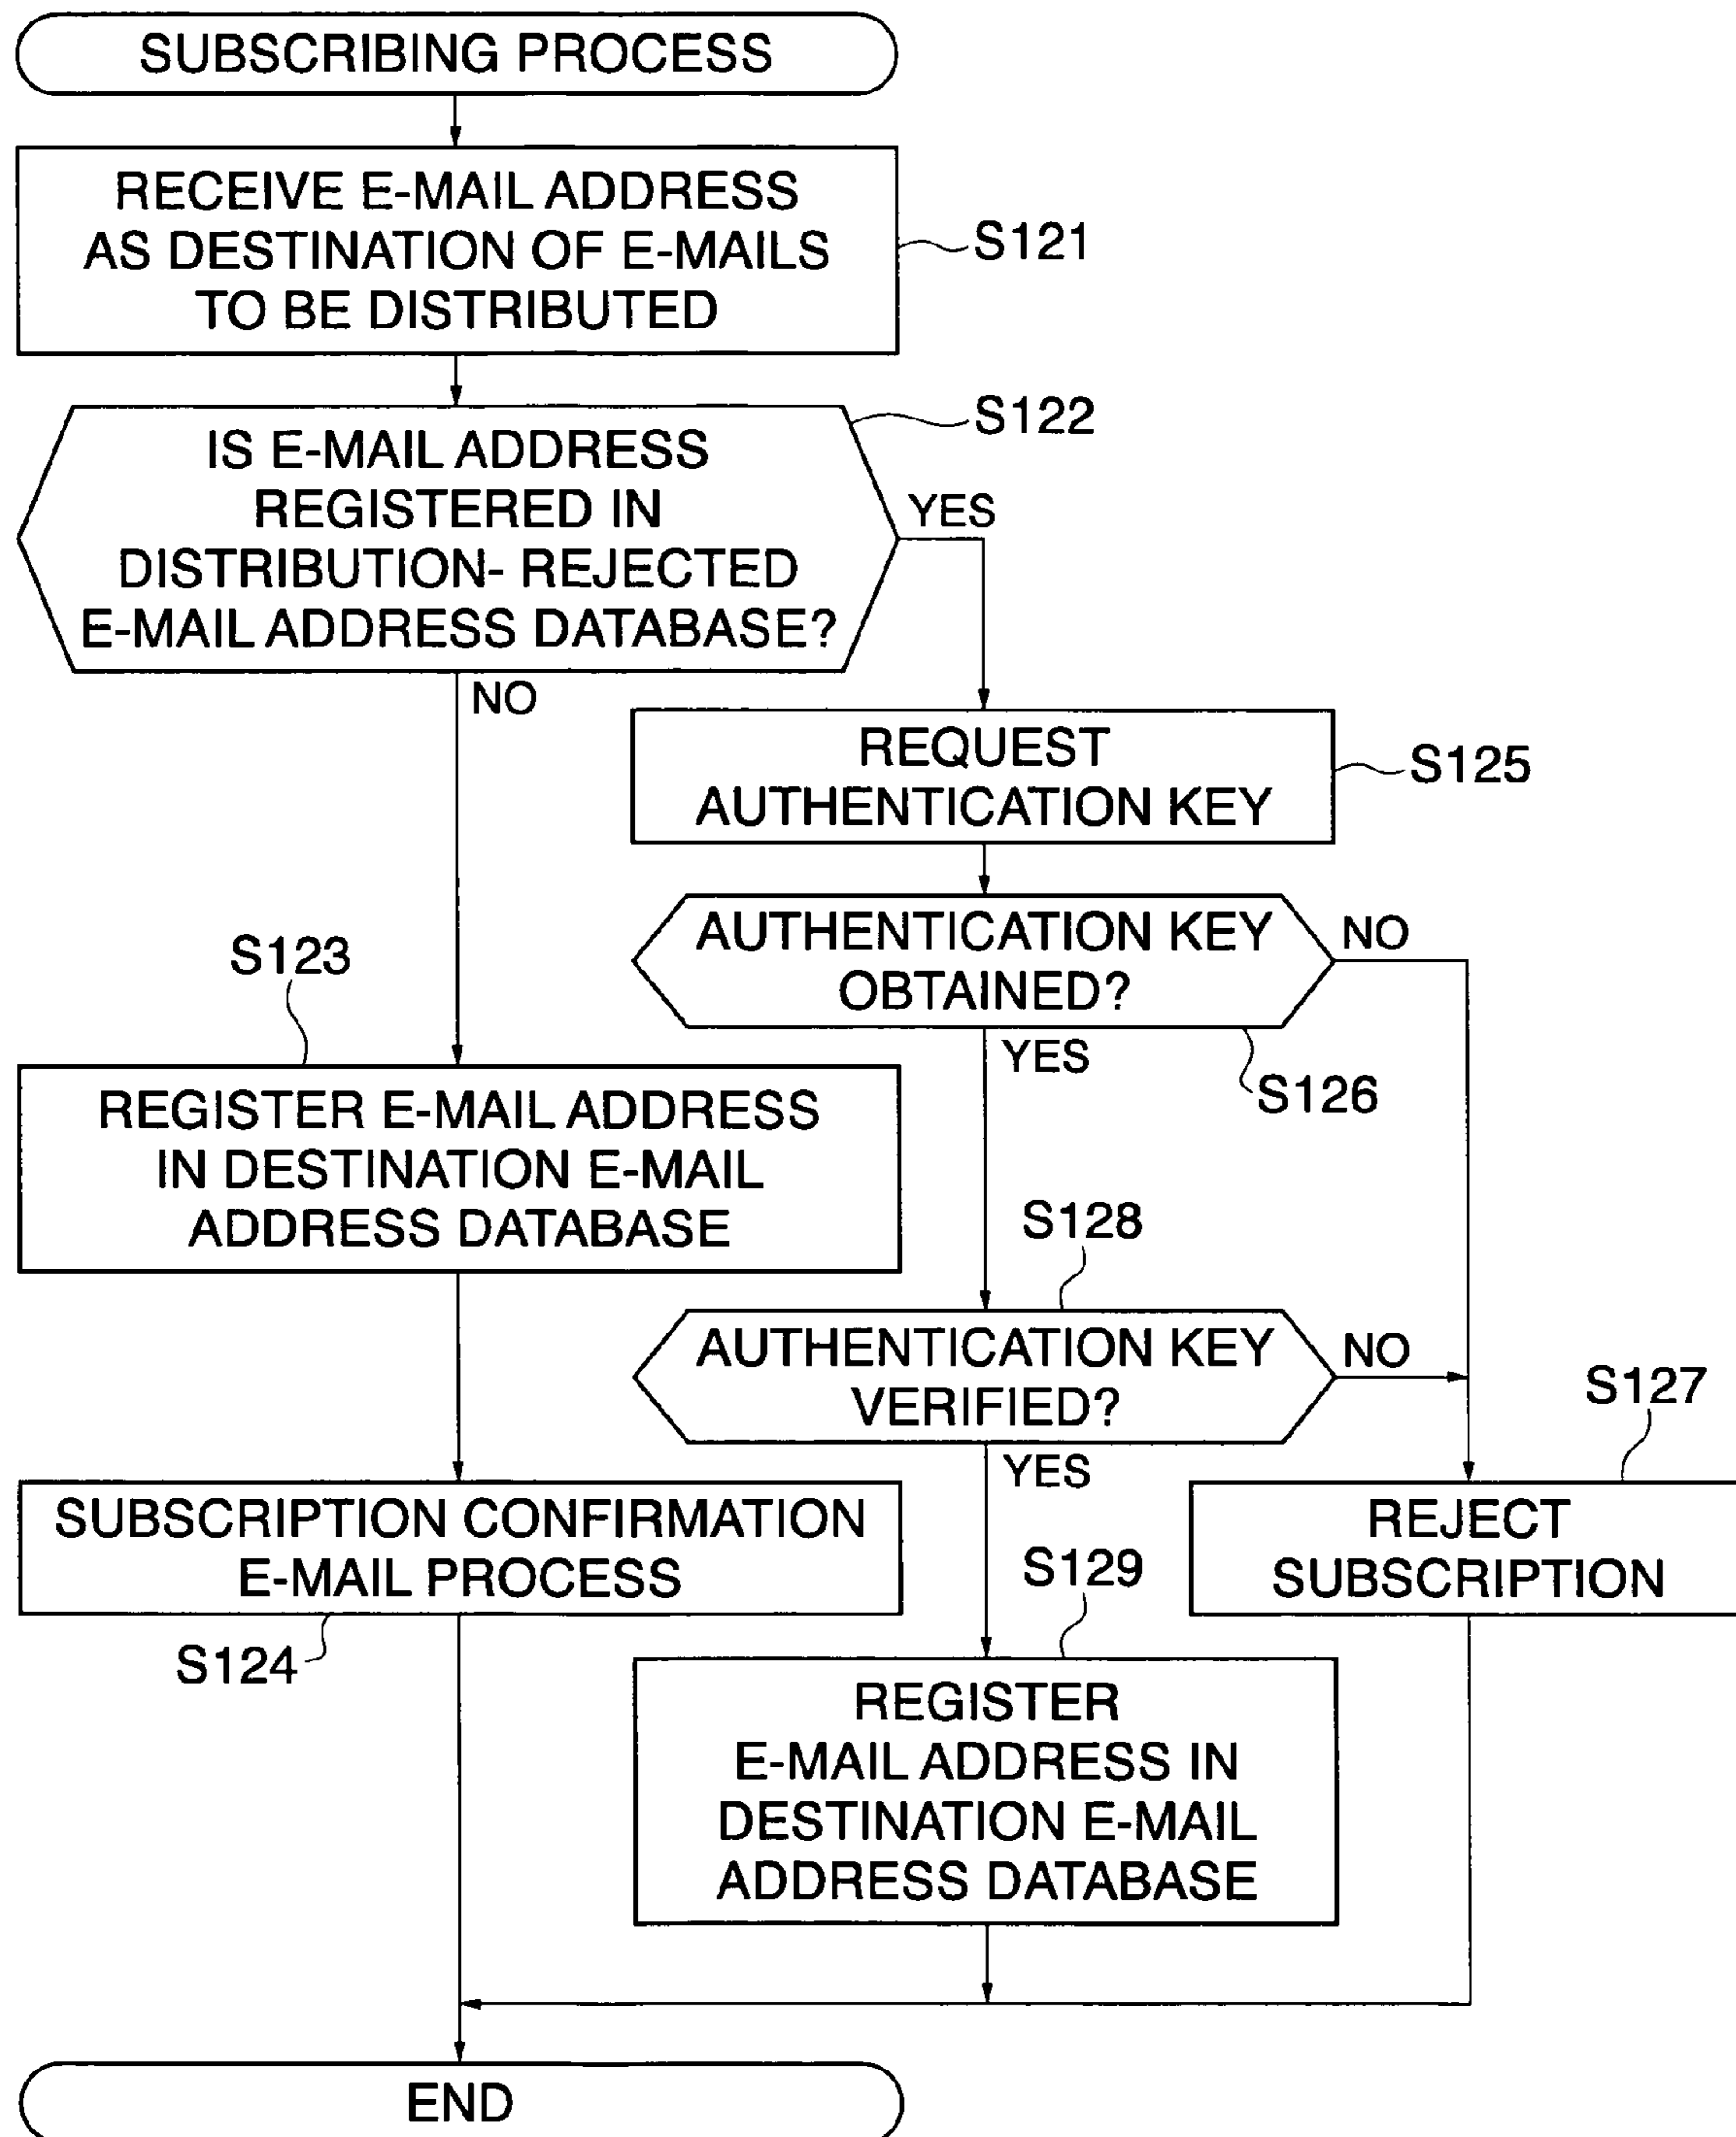 SUBSCRIBING PROCESS
RECEIVE E-MAIL ADDRESS
AS DESTINATION OF E-MAILS
TO BE DISTRIBUTED
S121
S122
IS E-MAIL ADDRESS
REGISTERED IN
DISTRIBUTION- REJECTED
E-MAIL ADDRESS DATABASE?
YES
NO
REQUEST
AUTHENTICATION KEY
S125
AUTHENTICATION KEY
OBTAINED?
NO
YES
S126
S123
REGISTER E-MAIL ADDRESS
IN DESTINATION E-MAIL
ADDRESS DATABASE
S128
AUTHENTICATION KEY
VERIFIED?
NO
YES
S127
REJECT
SUBSCRIPTION
SUBSCRIPTION CONFIRMATION
E-MAIL PROCESS
S124
S129
REGISTER
E-MAIL ADDRESS IN
DESTINATION E-MAIL
ADDRESS DATABASE
END